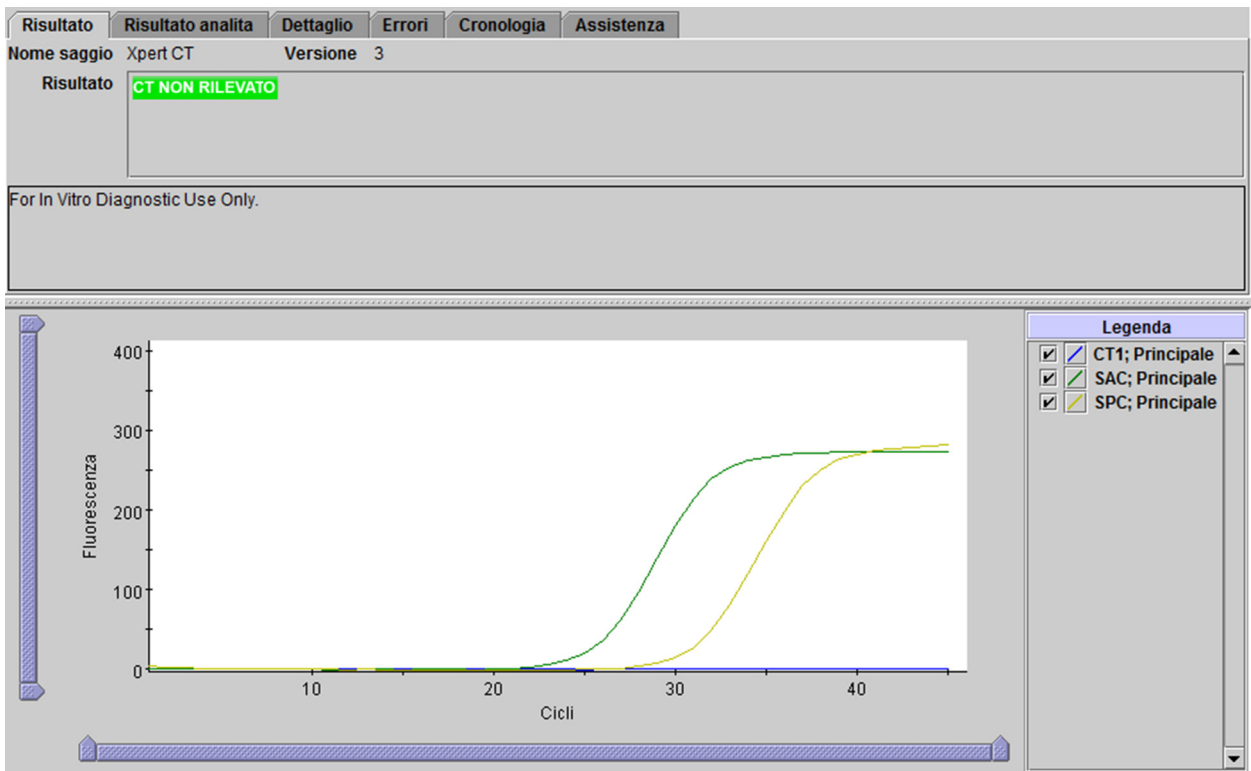 Risultato Risultato analita Dettaglio Errori Cronologia Assistenza
Nome saggio Xpert CT Versione 3
Risultato CT NON RILEVATO
For In Vitro Diagnostic Use Only.
400
300
200
100
0
Fluorescenza
10 20 30 40
Cicli
Legenda
CT1; Principale
SAC; Principale
SPC; Principale